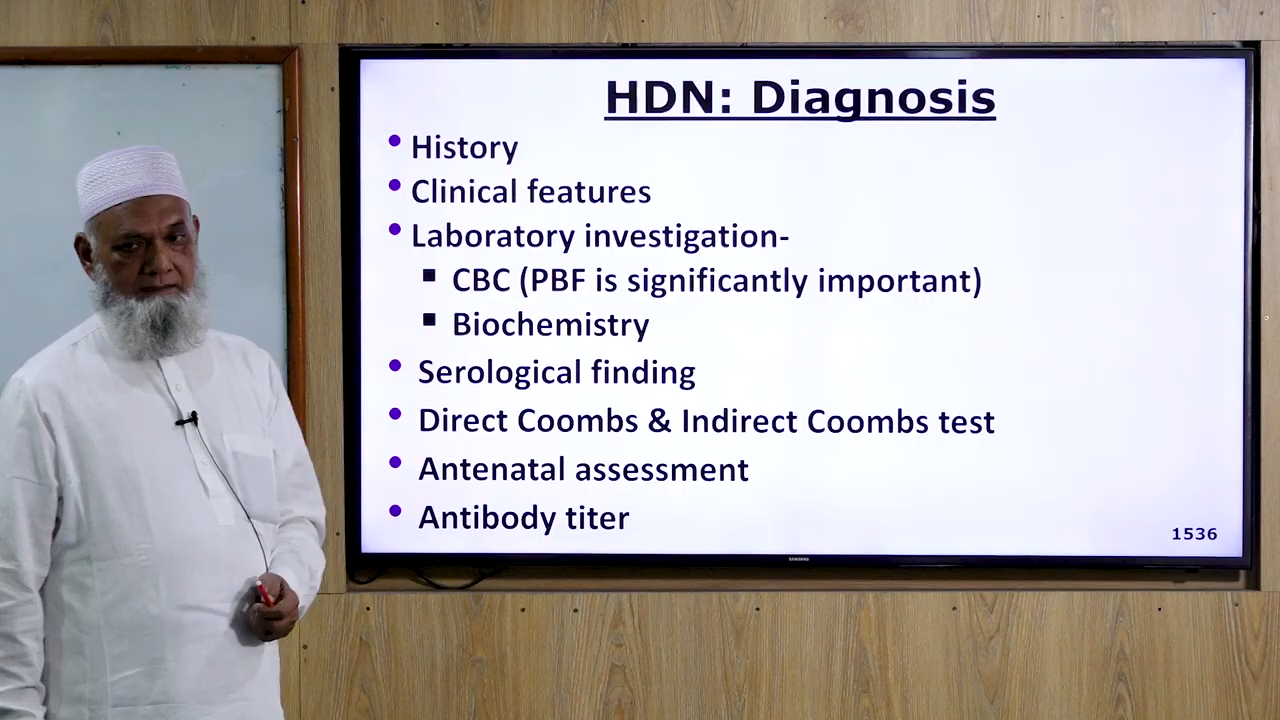 HDN: Diagnosis
• History
• Clinical features
• Laboratory investigation-
▪ CBC (PBF is significantly important)
▪ Biochemistry
• Serological finding
• Direct Coombs & Indirect Coombs test
• Antenatal assessment
• Antibody titer
1536
SAMSUNG